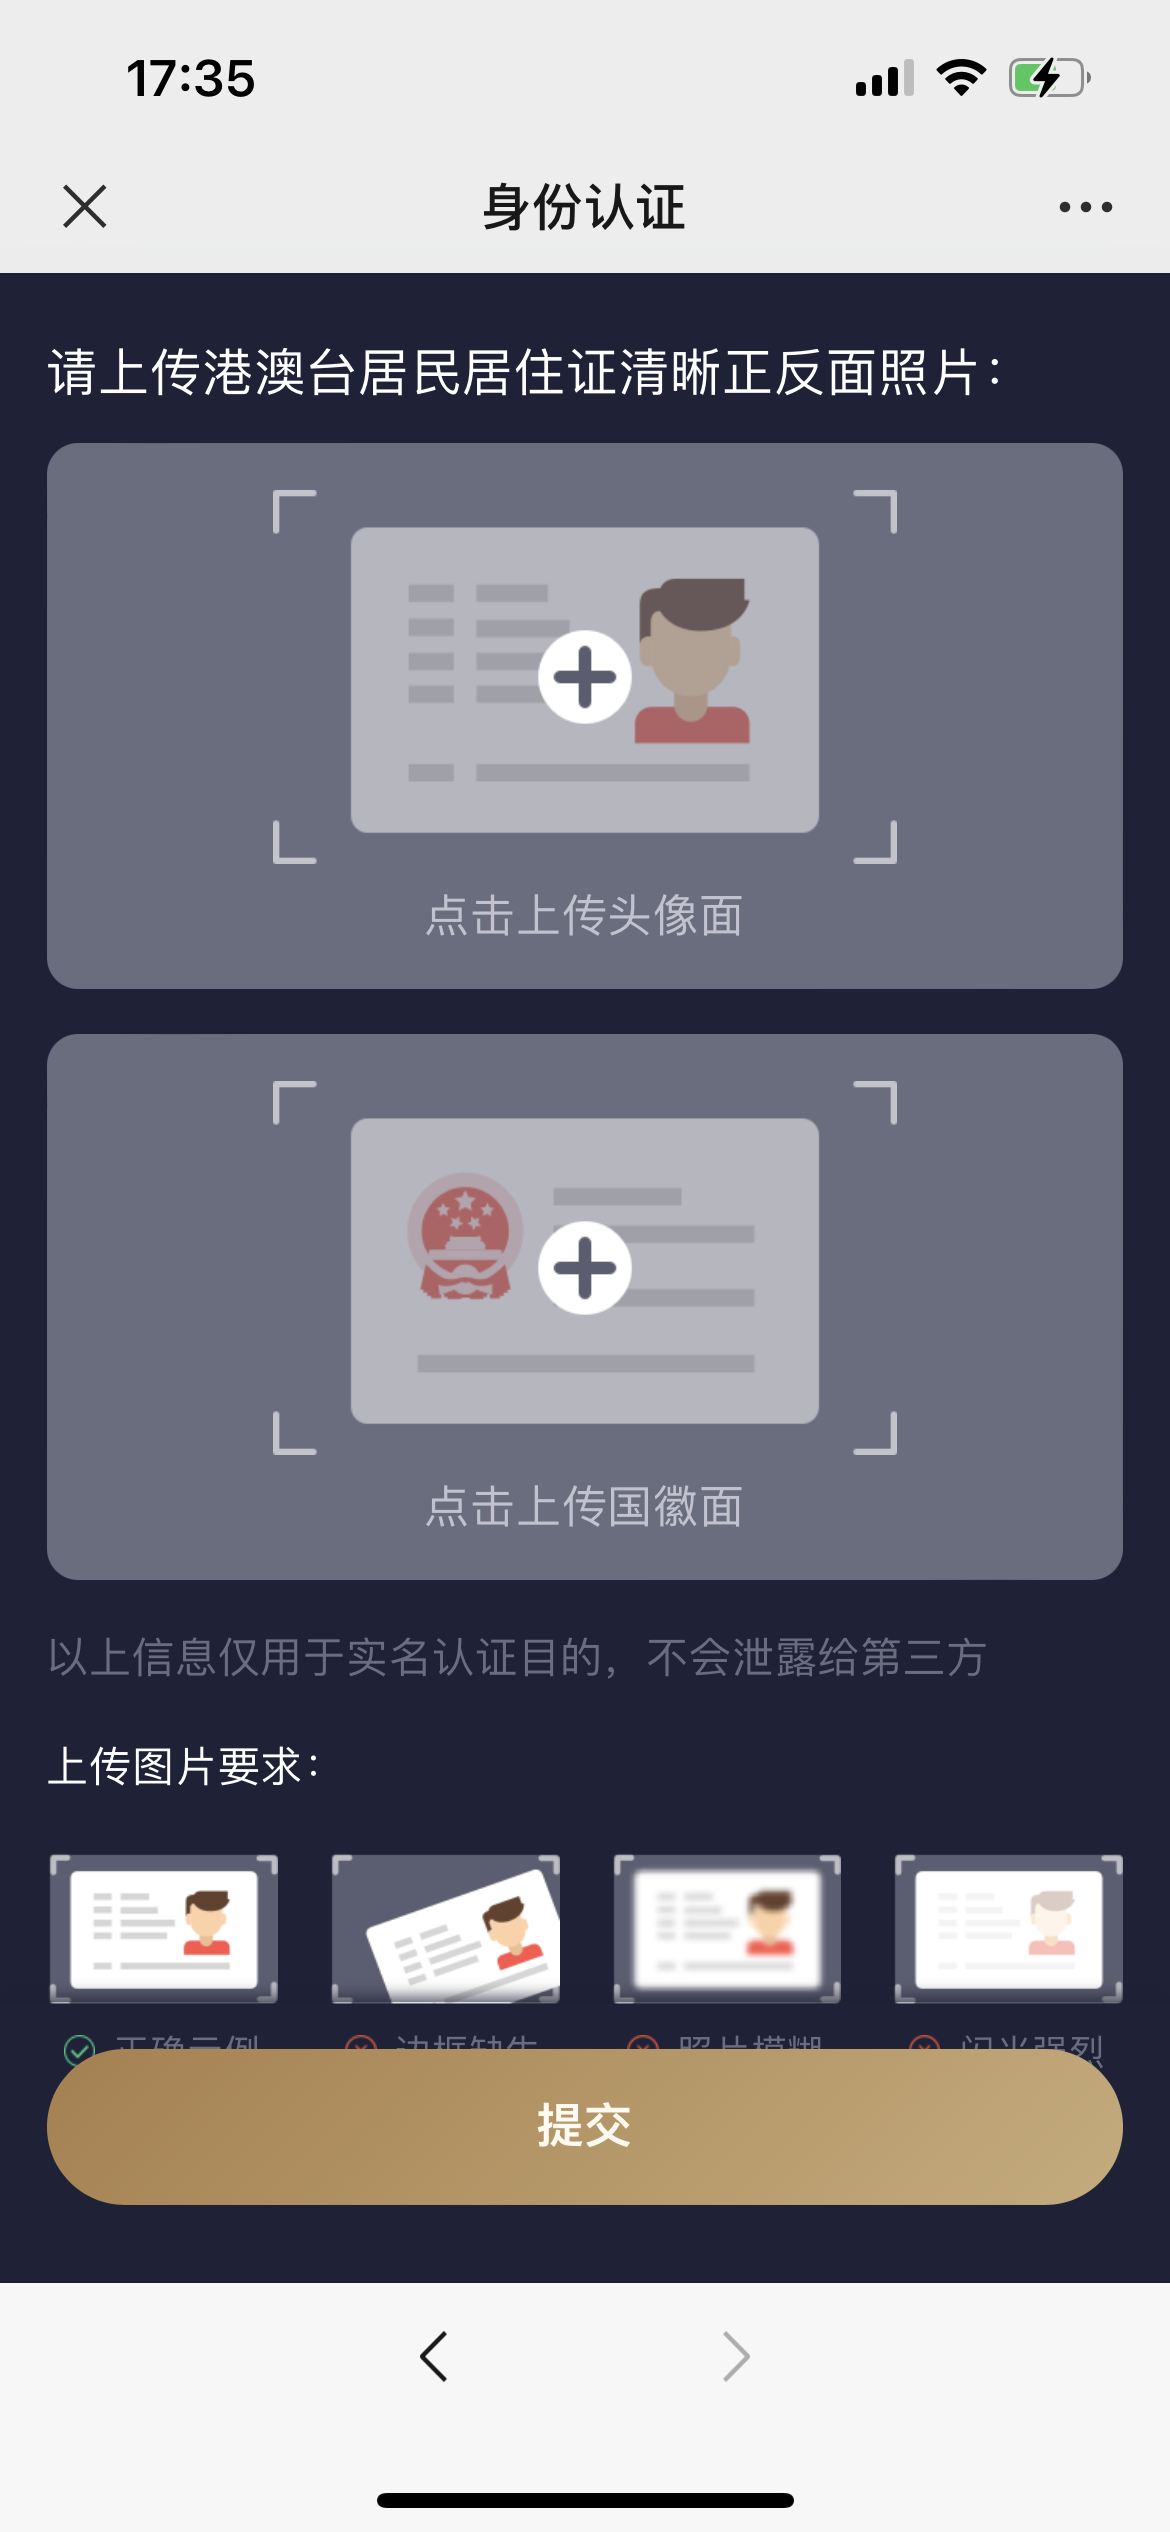 17:35
身份认证
请上传港澳台居民居住证清晰正反面照片：
点击上传头像面
点击上传国徽面
以上信息仅用于实名认证目的，不会泄露给第三方
上传图片要求：
正确示例 边框缺失 照片模糊 闪光强烈
提交